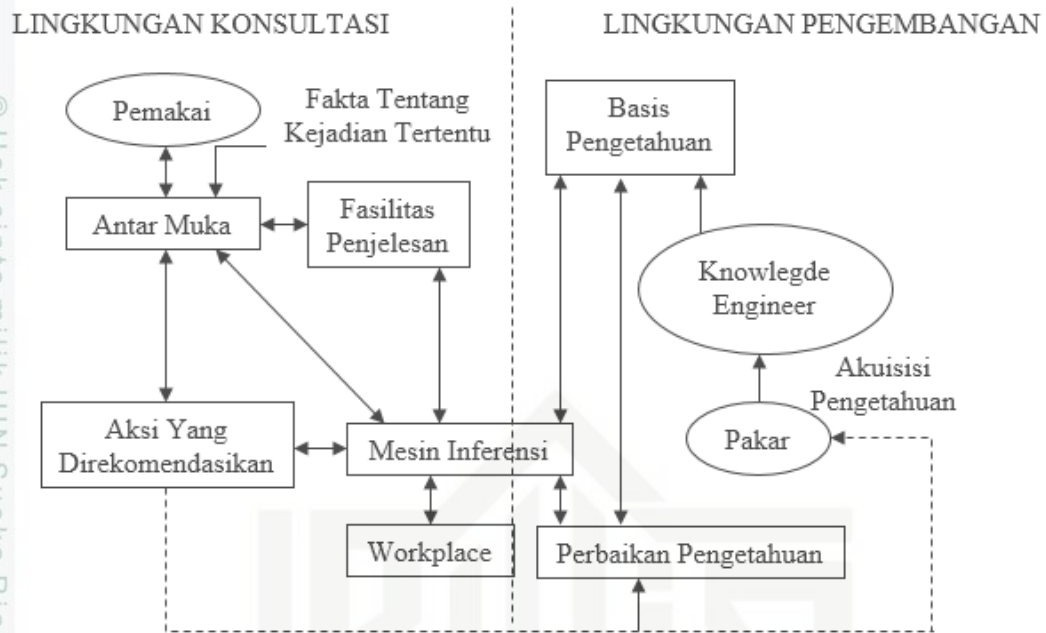 LINGKUNGAN KONSULTASI
LINGKUNGAN PENGEMBANGAN
Pemakai
Fakta Tentang
Kejadian Tertentu
Basis
Pengetahuan
Antar Muka
Fasilitas
Penjelesan
Knowlegde
Engineer
Akuisisi
Pengetahuan
Aksi Yang
Direkomendasikan
Mesin Inferensi
Pakar
Workplace
Perbaikan Pengetahuan